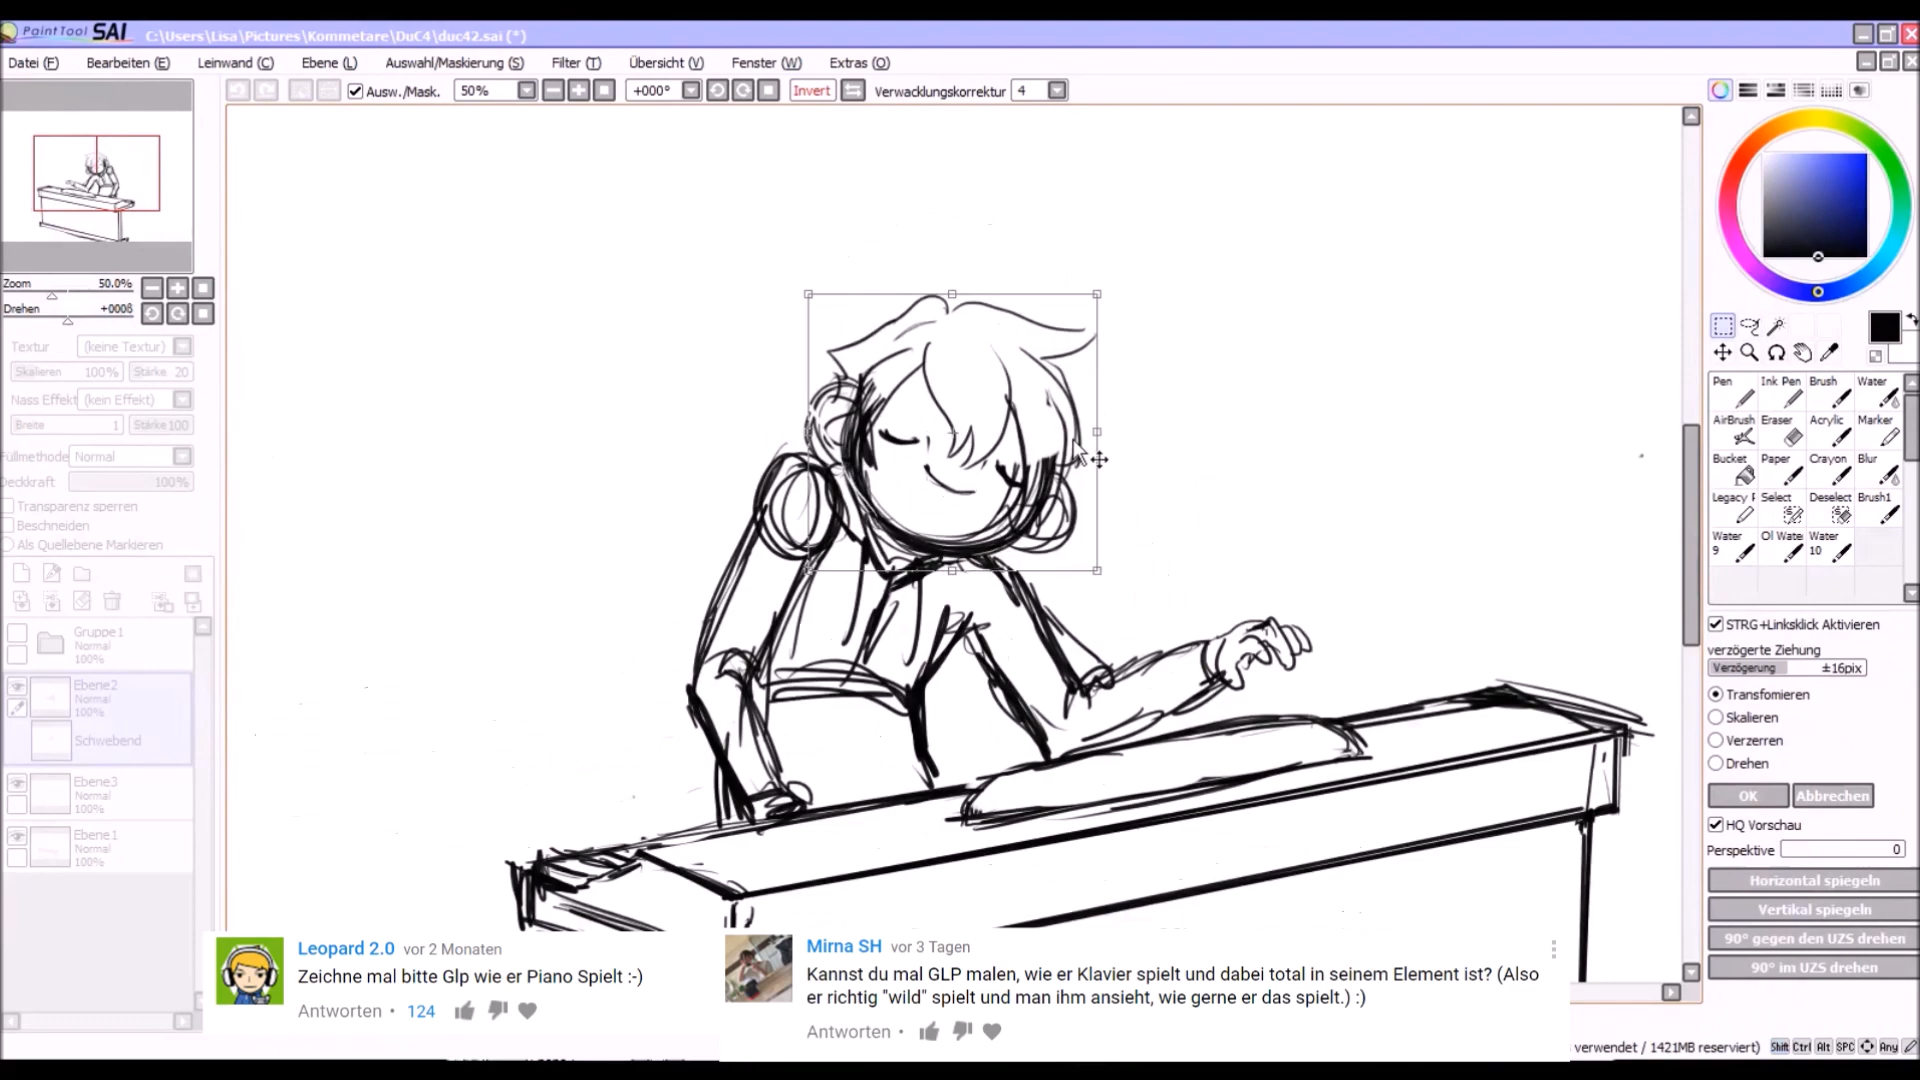 PaintTool SAI C:\Users\Lisa\Pictures\Kommetare\DuC4\duc42.sai (*)
Datei (F) Bearbeiten (E) Leinwand (C) Ebene (L) Auswahl/Maskierung (S) Filter (T) Übersicht (V) Fenster (W) Extras (O)
Ausw./Mask. 50% +000° Invert Verwacklungskorrektur 4
Zoom 50.0%
Drehen
Textur (keine Textur)
Skalieren 100% Stärke 20
Nass Effekt (kein Effekt)
Breite 1 Stärke 100
Füllmethode Normal
Deckkraft 100%
Transparenz sperren
Beschneiden
Als Quellebene Markieren
Gruppe1
Normal
100%
Ebene2
Normal
100%
Schwebend
Ebene3
Normal
100%
Ebene1
Normal
100%
Pen Ink Pen Brush Water
AirBrush Eraser Acrylic Marker
Bucket Paper Crayon Blur
Legacy Select Deselect Brush1
Water 9 Ol Wate Water 10
STRG+Linksklick Aktivieren
verzögerte Ziehung
Verzögerung ±16pix
Transfomieren
Skalieren
Verzerren
Drehen
OK Abbrechen
HQ Vorschau
Perspektive 0
Horizontal spiegeln
Vertikal spiegeln
90° gegen den UZS drehen
90° im UZS drehen
Leopard 2.0 vor 2 Monaten
Zeichne mal bitte Glp wie er Piano Spielt :-)
Antworten • 124
Mirna SH vor 3 Tagen
Kannst du mal GLP malen, wie er Klavier spielt und dabei total in seinem Element ist? (Also
er richtig "wild" spielt und man ihm ansieht, wie gerne er das spielt.) :)
Antworten •
verwendet / 1421MB reserviert) Shift Ctrl Alt SPC Any